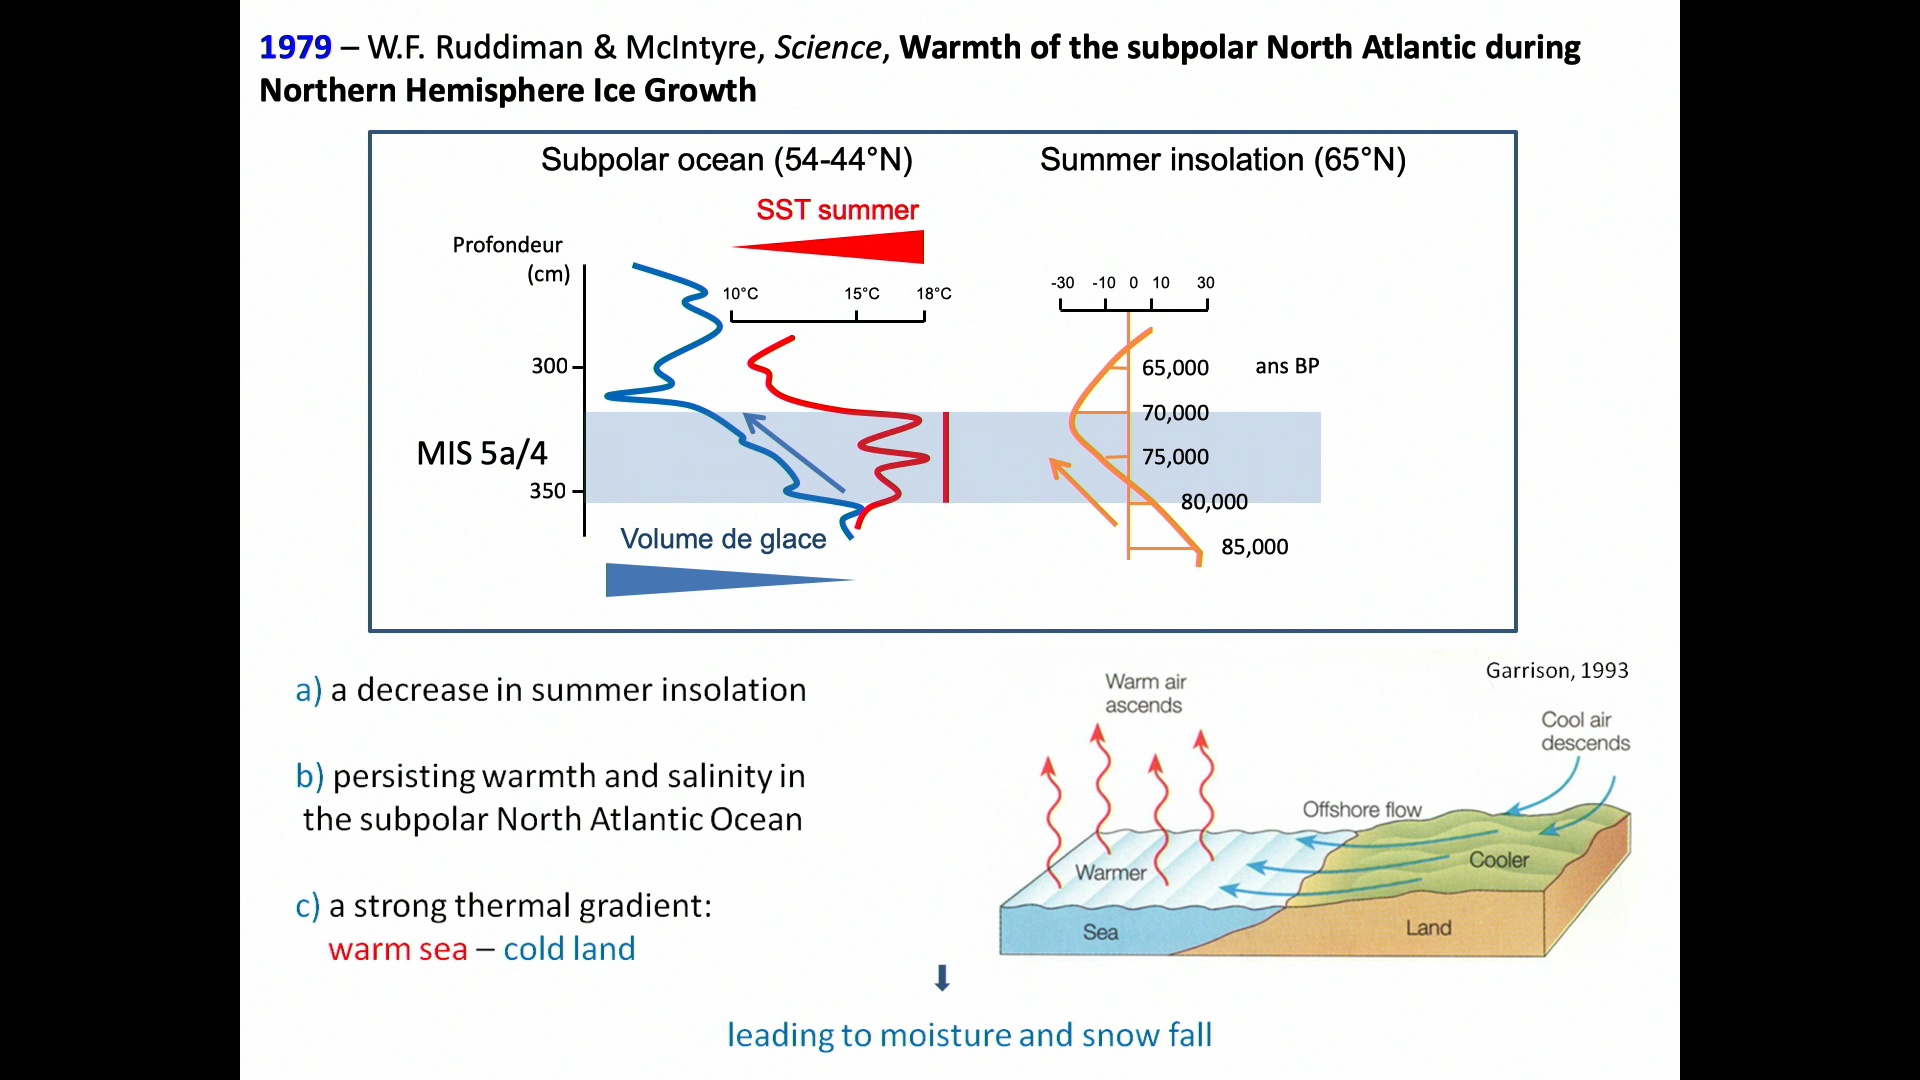 1979 – W.F. Ruddiman & McIntyre, Science, Warmth of the subpolar North Atlantic during
Northern Hemisphere Ice Growth
Subpolar ocean (54-44°N)
Summer insolation (65°N)
SST summer
Profondeur
(cm)
10°C 15°C 18°C
-30 -10 0 10 30
300
65,000 ans BP
70,000
MIS 5a/4
75,000
350
80,000
Volume de glace
85,000
a) a decrease in summer insolation
b) persisting warmth and salinity in
the subpolar North Atlantic Ocean
c) a strong thermal gradient:
warm sea – cold land
Garrison, 1993
Warm air
ascends
Cool air
descends
Offshore flow
Warmer
Cooler
Sea
Land
leading to moisture and snow fall